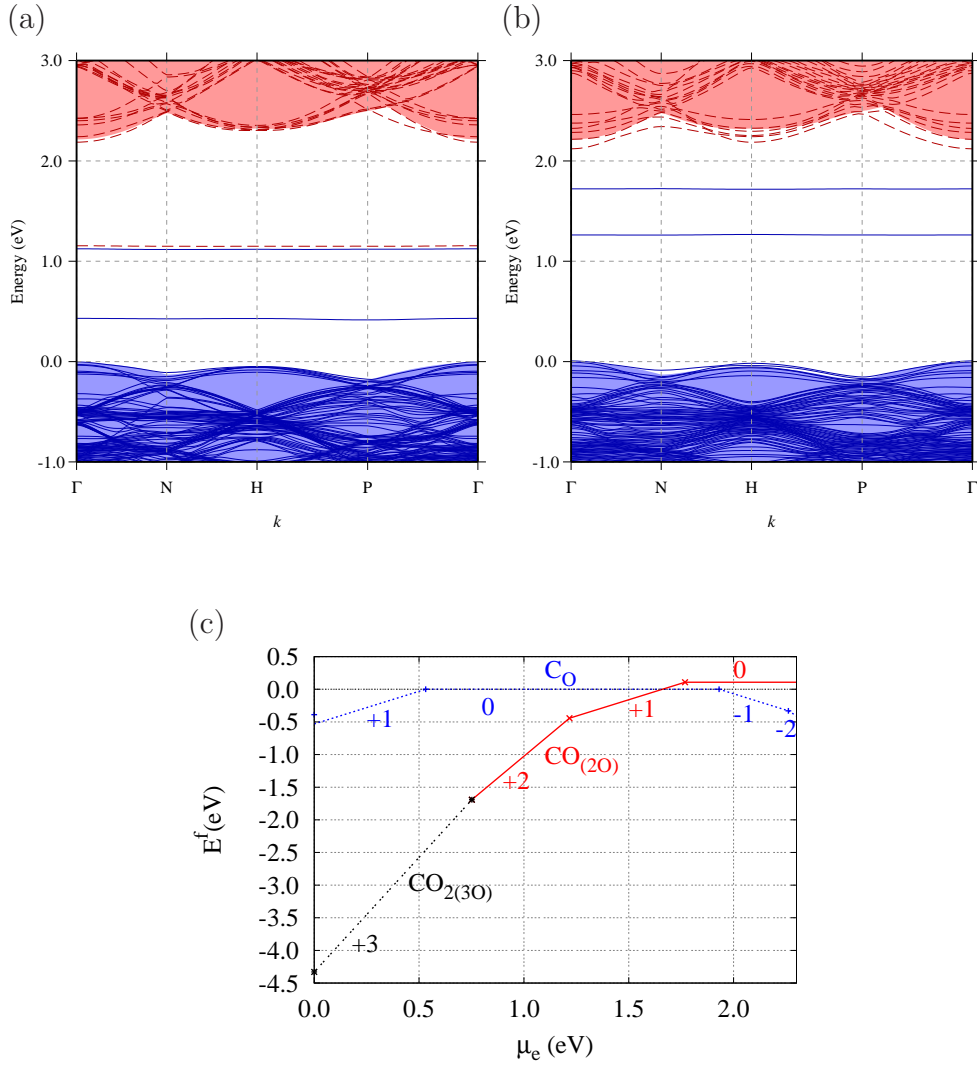 (a)
(b)
3.0
2.0
1.0
0.0
-1.0
Energy (eV)
Γ N H P Γ
k
3.0
2.0
1.0
0.0
-1.0
Energy (eV)
Γ N H P Γ
k
(c)
0.5
0.0
-0.5
-1.0
-1.5
-2.0
-2.5
-3.0
-3.5
-4.0
-4.5
E^f (eV)
C_O
0
+1
0
+1
-1
-2
CO_(2O)
+2
CO_2(3O)
+3
0.0 0.5 1.0 1.5 2.0
μ_e (eV)